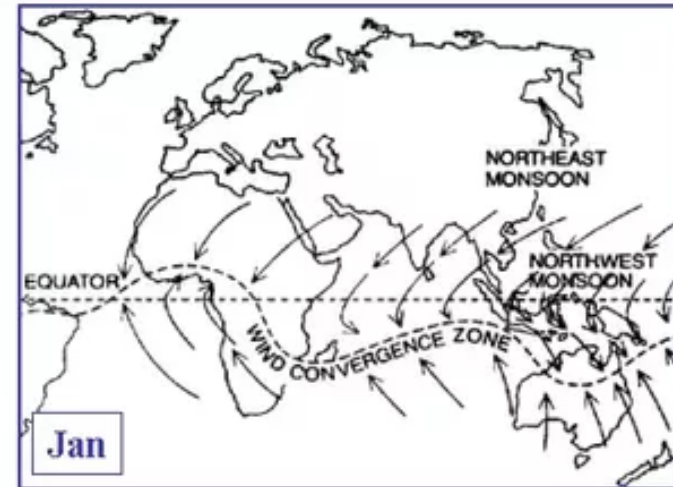 NORTHEAST
MONSOON
NORTHWEST
MONSOON
EQUATOR
WIND CONVERGENCE ZONE
Jan